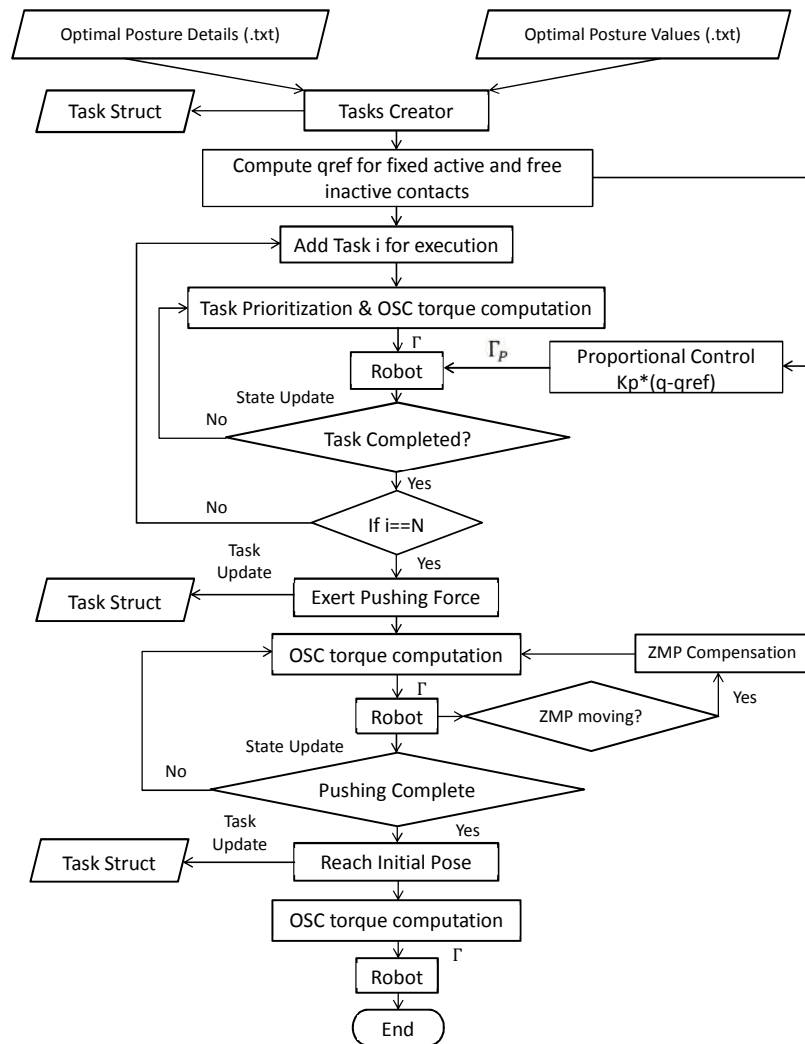 Optimal Posture Details (.txt)
Optimal Posture Values (.txt)
Task Struct
Tasks Creator
Compute qref for fixed active and free
inactive contacts
Add Task i for execution
Task Prioritization & OSC torque computation
Γ
Γ_P
Robot
Proportional Control
Kp*(q-qref)
State Update
No
Task Completed?
Yes
No
If i==N
Task
Update
Yes
Task Struct
Exert Pushing Force
OSC torque computation
ZMP Compensation
Γ
Yes
Robot
ZMP moving?
State Update
No
Pushing Complete
Task
Update
Yes
Task Struct
Reach Initial Pose
OSC torque computation
Γ
Robot
End